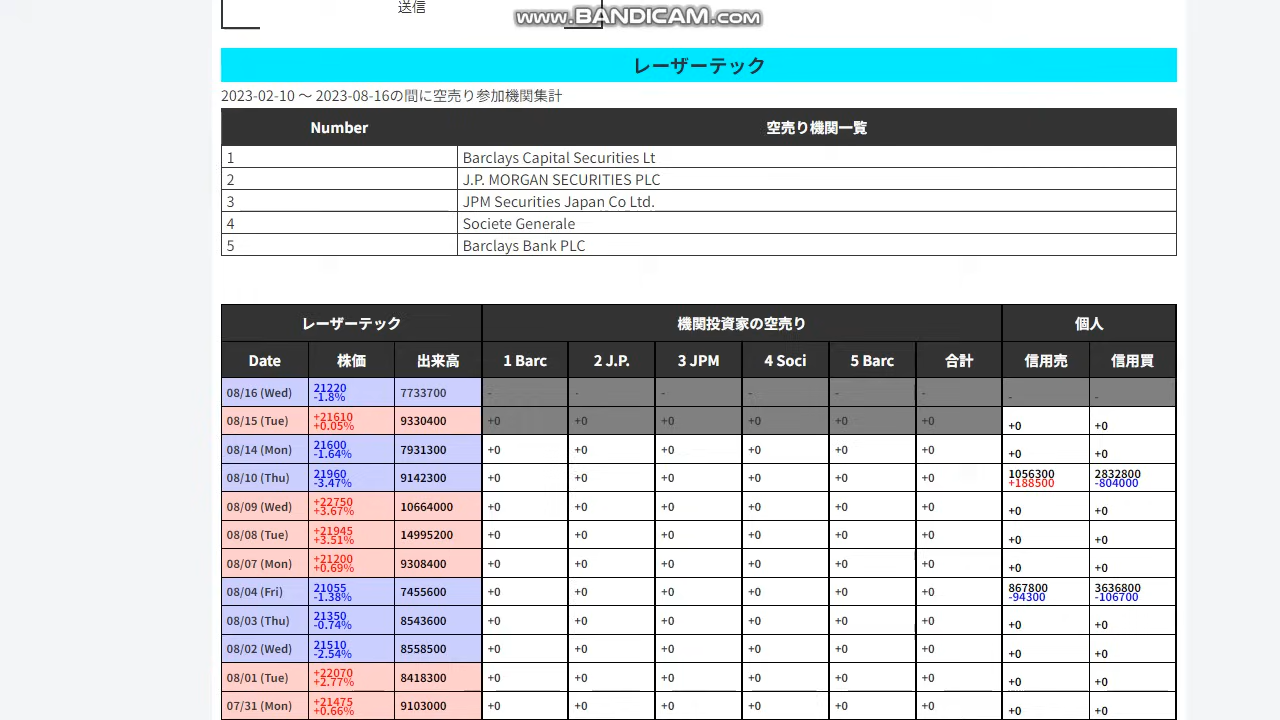 送信
www.BANDICAM.com
レーザーテック
2023-02-10 〜 2023-08-16の間に空売り参加機関集計
Number 空売り機関一覧
1 Barclays Capital Securities Lt
2 J.P. MORGAN SECURITIES PLC
3 JPM Securities Japan Co Ltd.
4 Societe Generale
5 Barclays Bank PLC
レーザーテック 機関投資家の空売り 個人
Date 株価 出来高 1 Barc 2 J.P. 3 JPM 4 Soci 5 Barc 合計 信用売 信用買
08/16 (Wed) 21220 -1.8% 7733700 - - - - - - - -
08/15 (Tue) +21610 +0.05% 9330400 +0 +0 +0 +0 +0 +0 +0 +0
08/14 (Mon) 21600 -1.64% 7931300 +0 +0 +0 +0 +0 +0 +0 +0
08/10 (Thu) 21960 -3.47% 9142300 +0 +0 +0 +0 +0 +0 1056300 +188500 2832800 -804000
08/09 (Wed) +22750 +3.67% 10664000 +0 +0 +0 +0 +0 +0 +0 +0
08/08 (Tue) +21945 +3.51% 14995200 +0 +0 +0 +0 +0 +0 +0 +0
08/07 (Mon) +21200 +0.69% 9308400 +0 +0 +0 +0 +0 +0 +0 +0
08/04 (Fri) 21055 -1.38% 7455600 +0 +0 +0 +0 +0 +0 867800 -94300 3636800 -106700
08/03 (Thu) 21350 -0.74% 8543600 +0 +0 +0 +0 +0 +0 +0 +0
08/02 (Wed) 21510 -2.54% 8558500 +0 +0 +0 +0 +0 +0 +0 +0
08/01 (Tue) +22070 +2.77% 8418300 +0 +0 +0 +0 +0 +0 +0 +0
07/31 (Mon) +21475 +0.66% 9103000 +0 +0 +0 +0 +0 +0 +0 +0